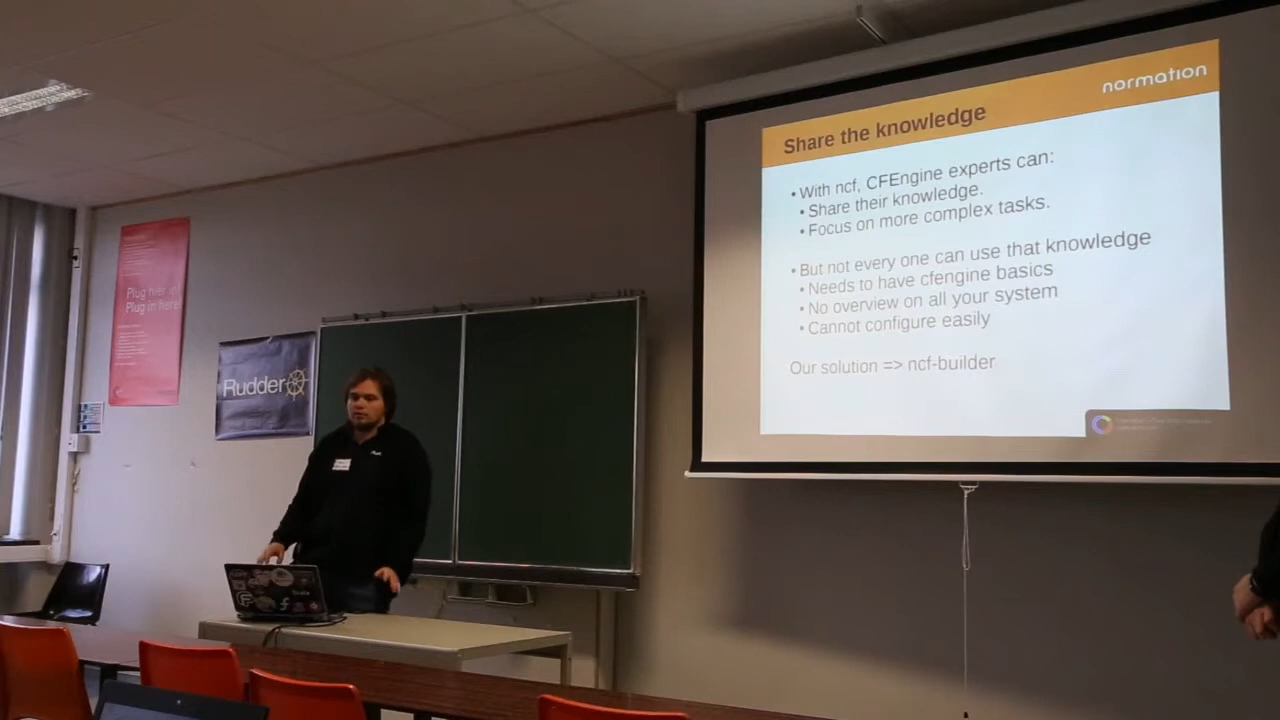 normation
Share the knowledge
• With ncf, CFEngine experts can:
• Share their knowledge.
• Focus on more complex tasks.
• But not every one can use that knowledge
• Needs to have cfengine basics
• No overview on all your system
• Cannot configure easily
Our solution => ncf-builder
Plug hier in
Plug in here
Rudder